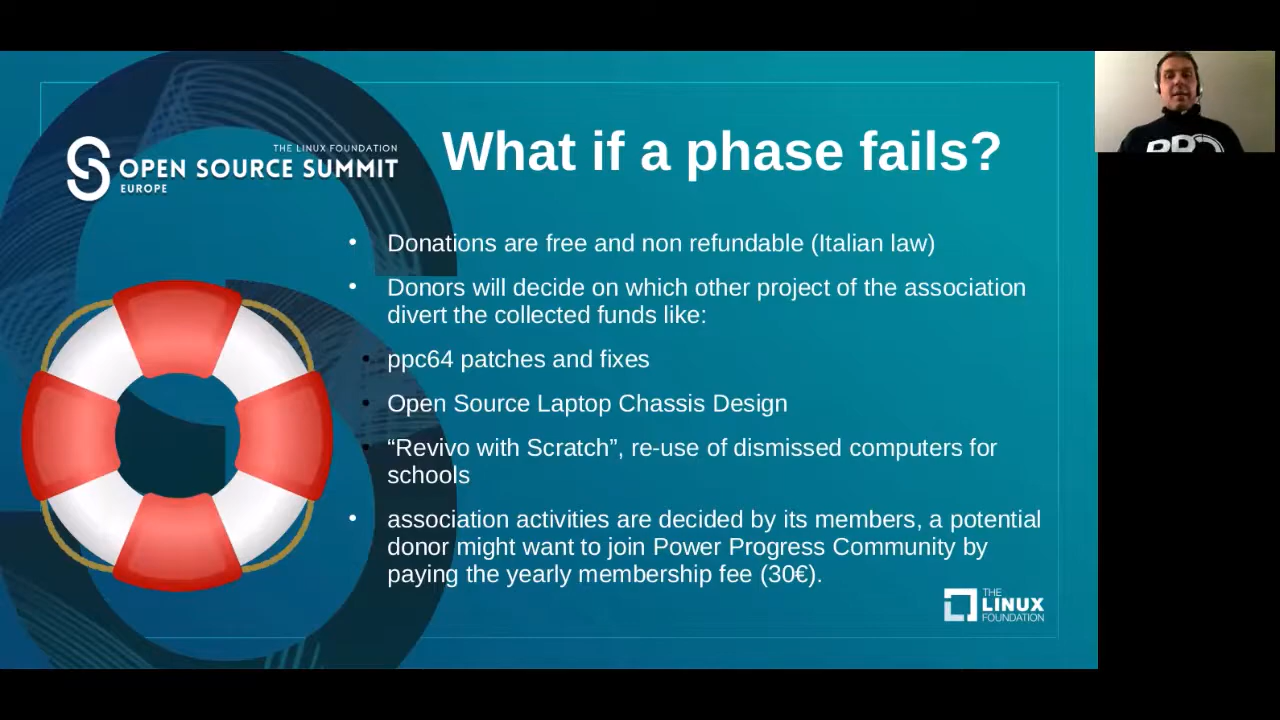 THE LINUX FOUNDATION
OPEN SOURCE SUMMIT
EUROPE
What if a phase fails?
• Donations are free and non refundable (Italian law)
• Donors will decide on which other project of the association
divert the collected funds like:
• ppc64 patches and fixes
• Open Source Laptop Chassis Design
• “Revivo with Scratch”, re-use of dismissed computers for
schools
• association activities are decided by its members, a potential
donor might want to join Power Progress Community by
paying the yearly membership fee (30€).
THE
LINUX
FOUNDATION